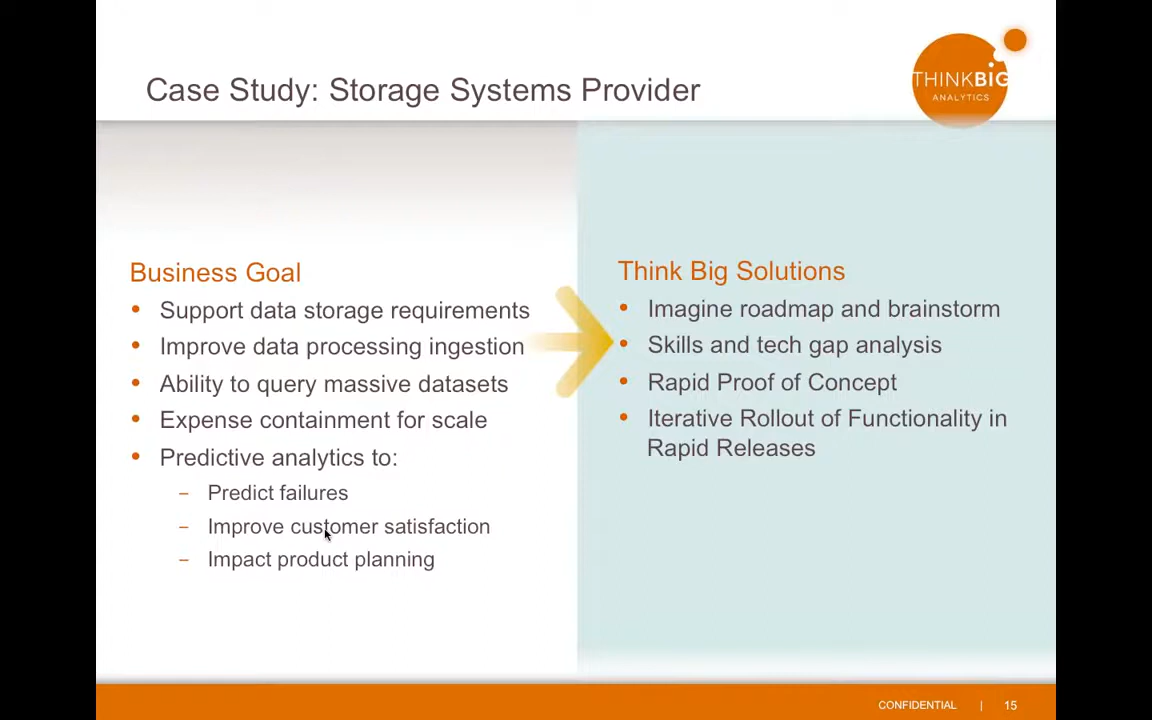 Case Study: Storage Systems Provider
THINKBIG
ANALYTICS
Business Goal
• Support data storage requirements
• Improve data processing ingestion
• Ability to query massive datasets
• Expense containment for scale
• Predictive analytics to:
– Predict failures
– Improve customer satisfaction
– Impact product planning
Think Big Solutions
• Imagine roadmap and brainstorm
• Skills and tech gap analysis
• Rapid Proof of Concept
• Iterative Rollout of Functionality in
Rapid Releases
CONFIDENTIAL | 15